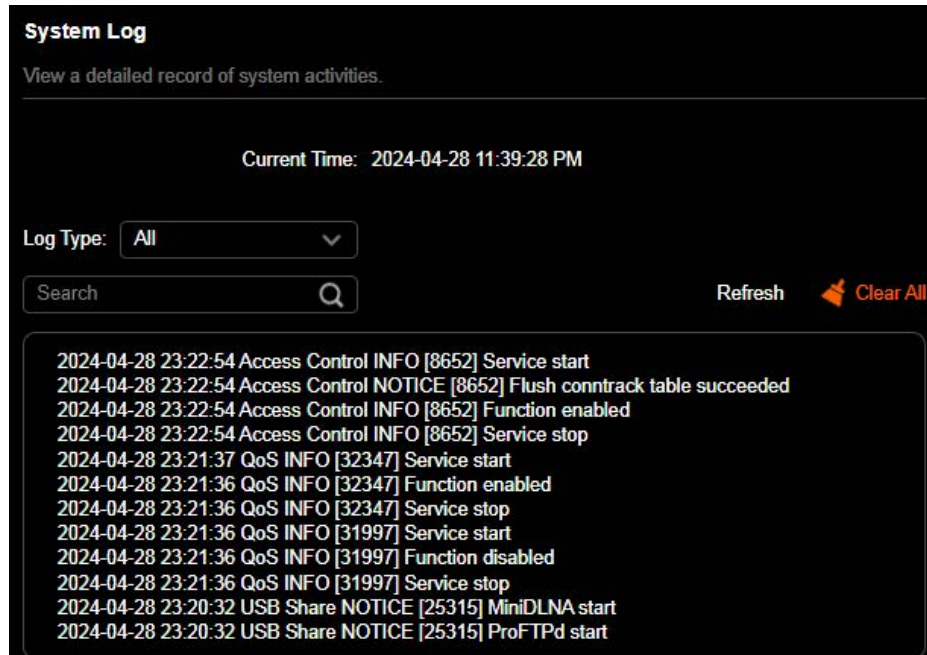 System Log
View a detailed record of system activities.
Current Time: 2024-04-28 11:39:28 PM
Log Type: All
Search
Refresh Clear All
2024-04-28 23:22:54 Access Control INFO [8652] Service start
2024-04-28 23:22:54 Access Control NOTICE [8652] Flush conntrack table succeeded
2024-04-28 23:22:54 Access Control INFO [8652] Function enabled
2024-04-28 23:22:54 Access Control INFO [8652] Service stop
2024-04-28 23:21:37 QoS INFO [32347] Service start
2024-04-28 23:21:36 QoS INFO [32347] Function enabled
2024-04-28 23:21:36 QoS INFO [32347] Service stop
2024-04-28 23:21:36 QoS INFO [31997] Service start
2024-04-28 23:21:36 QoS INFO [31997] Function disabled
2024-04-28 23:21:36 QoS INFO [31997] Service stop
2024-04-28 23:20:32 USB Share NOTICE [25315] MiniDLNA start
2024-04-28 23:20:32 USB Share NOTICE [25315] ProFTPd start